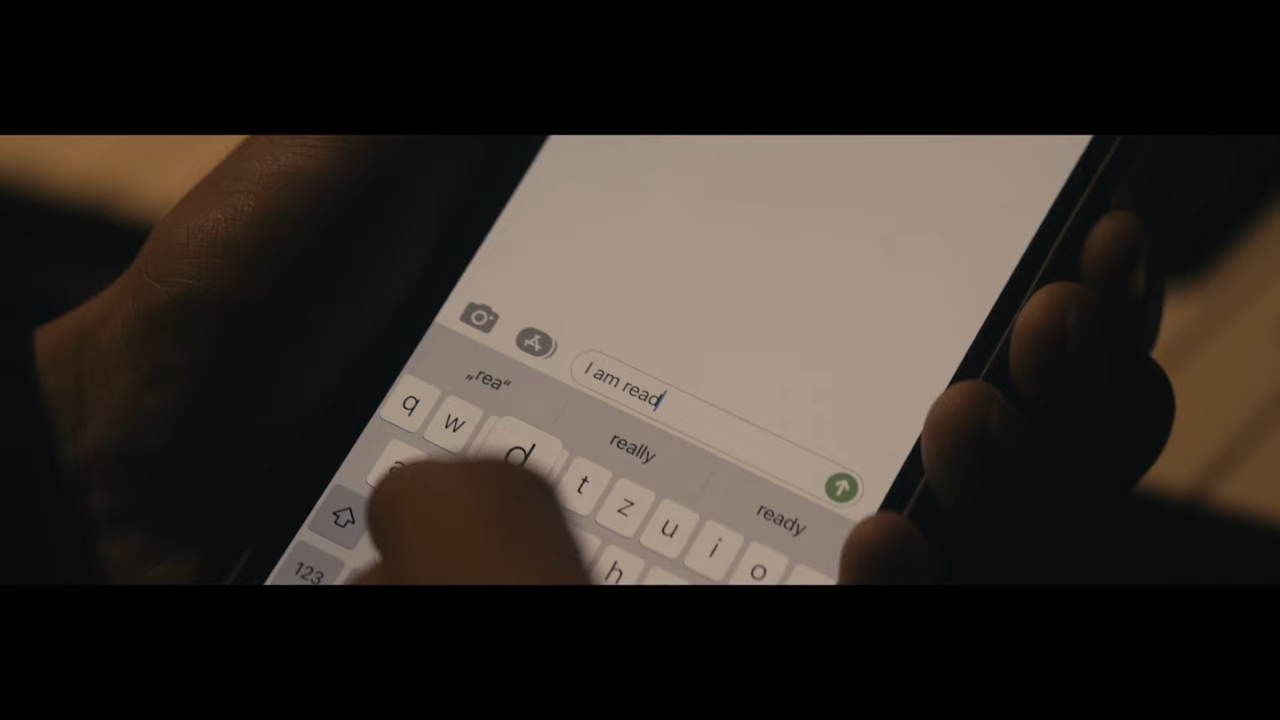 I am read
„rea“
really
ready
q w d t z u i o
a h
123